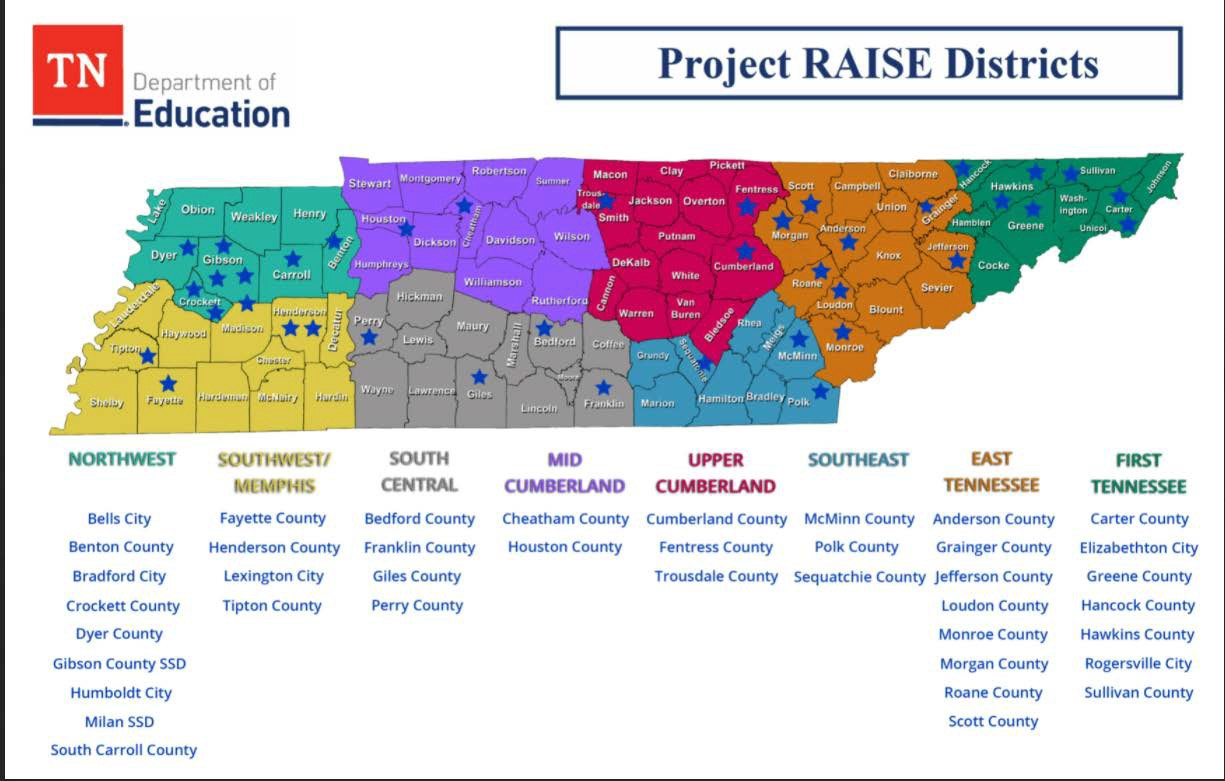 TN
Department of
Education
Project RAISE Districts
Lake
Obion
Weakley
Henry
Dyer
Gibson
Carroll
Benton
Crockett
Lauderdale
Haywood
Madison
Henderson
Decatur
Tipton
Chester
Shelby
Fayette
Hardeman
McNairy
Hardin
Stewart
Montgomery
Robertson
Sumner
Houston
Dickson
Cheatham
Davidson
Wilson
Humphreys
Williamson
Rutherford
Hickman
Perry
Lewis
Maury
Marshall
Bedford
Coffee
Wayne
Lawrence
Giles
Lincoln
Moore
Franklin
Macon
Clay
Pickett
Trous-
dale
Smith
Jackson
Overton
Fentress
Putnam
DeKalb
White
Cumberland
Cannon
Warren
Van
Buren
Bledsoe
Rhea
Meigs
McMinn
Grundy
Sequatchie
Marion
Hamilton
Bradley
Polk
Scott
Campbell
Claiborne
Union
Grainger
Morgan
Anderson
Knox
Jefferson
Roane
Loudon
Blount
Sevier
Monroe
Hancock
Hawkins
Sullivan
Johnson
Hamblen
Greene
Wash-
ington
Carter
Unicoi
Cocke
NORTHWEST
Bells City
Benton County
Bradford City
Crockett County
Dyer County
Gibson County SSD
Humboldt City
Milan SSD
South Carroll County
SOUTHWEST/
MEMPHIS
Fayette County
Henderson County
Lexington City
Tipton County
SOUTH
CENTRAL
Bedford County
Franklin County
Giles County
Perry County
MID
CUMBERLAND
Cheatham County
Houston County
UPPER
CUMBERLAND
Cumberland County
Fentress County
Trousdale County
SOUTHEAST
McMinn County
Polk County
Sequatchie County
EAST
TENNESSEE
Anderson County
Grainger County
Jefferson County
Loudon County
Monroe County
Morgan County
Roane County
Scott County
FIRST
TENNESSEE
Carter County
Elizabethton City
Greene County
Hancock County
Hawkins County
Rogersville City
Sullivan County